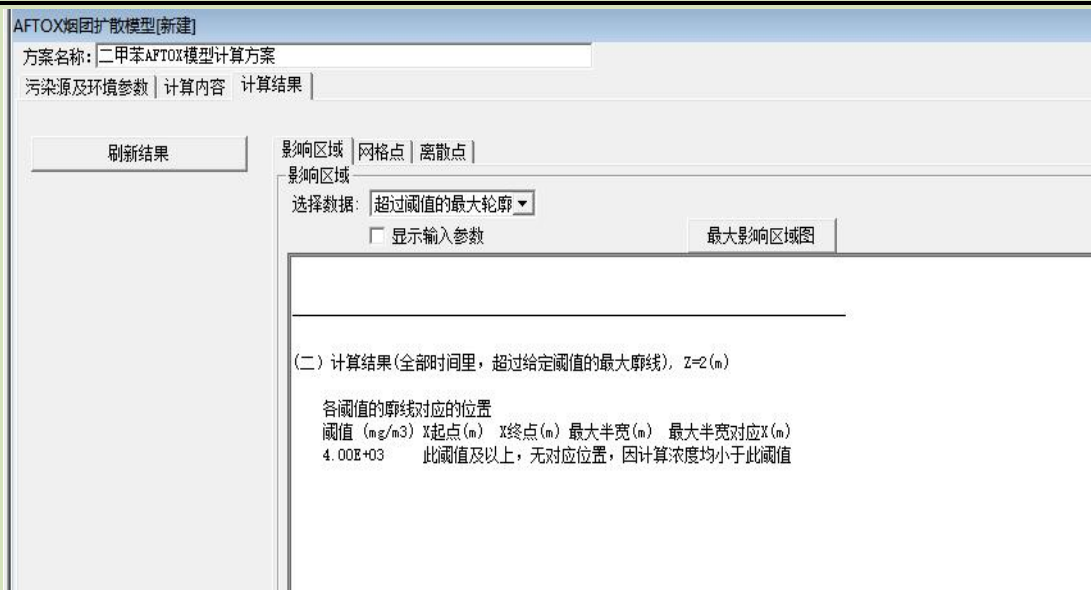 AFTOX烟团扩散模型[新建]
方案名称: 二甲苯AFTOX模型计算方案
污染源及环境参数 计算内容 计算结果
刷新结果
影响区域 网格点 离散点
影响区域
选择数据: 超过阈值的最大轮廓
显示输入参数 最大影响区域图
(二) 计算结果(全部时间里，超过给定阈值的最大廓线), Z=2(m)
各阈值的廓线对应的位置
阈值 (mg/m3) X起点(m) X终点(m) 最大半宽(m) 最大半宽对应X(m)
4.00E+03 此阈值及以上，无对应位置，因计算浓度均小于此阈值